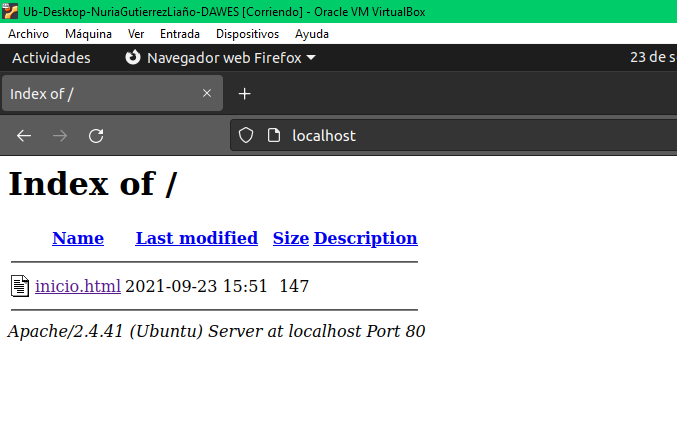 Ub-Desktop-NuriaGutierrezLiaño-DAWES [Corriendo] - Oracle VM VirtualBox
Archivo Máquina Ver Entrada Dispositivos Ayuda
Actividades Navegador web Firefox 23 de s
Index of /
localhost
Index of /
Name Last modified Size Description
inicio.html 2021-09-23 15:51 147
Apache/2.4.41 (Ubuntu) Server at localhost Port 80